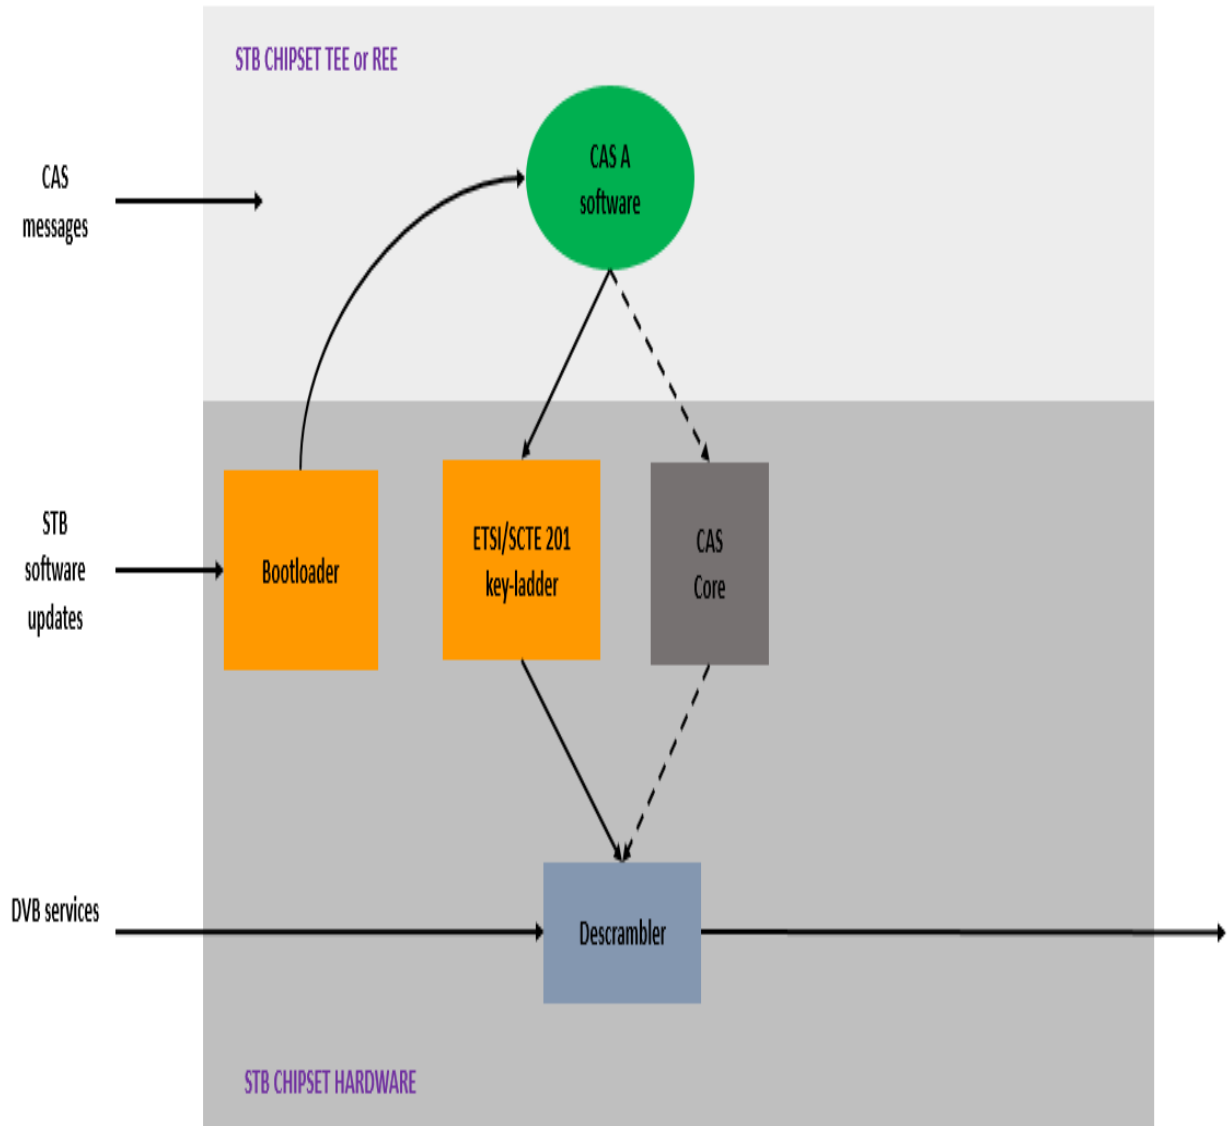 STB CHIPSET TEE or REE
CAS
messages
CAS A
software
STB
software
updates
Bootloader
ETSI/SCTE 201
key-ladder
CAS
Core
DVB services
Descrambler
STB CHIPSET HARDWARE